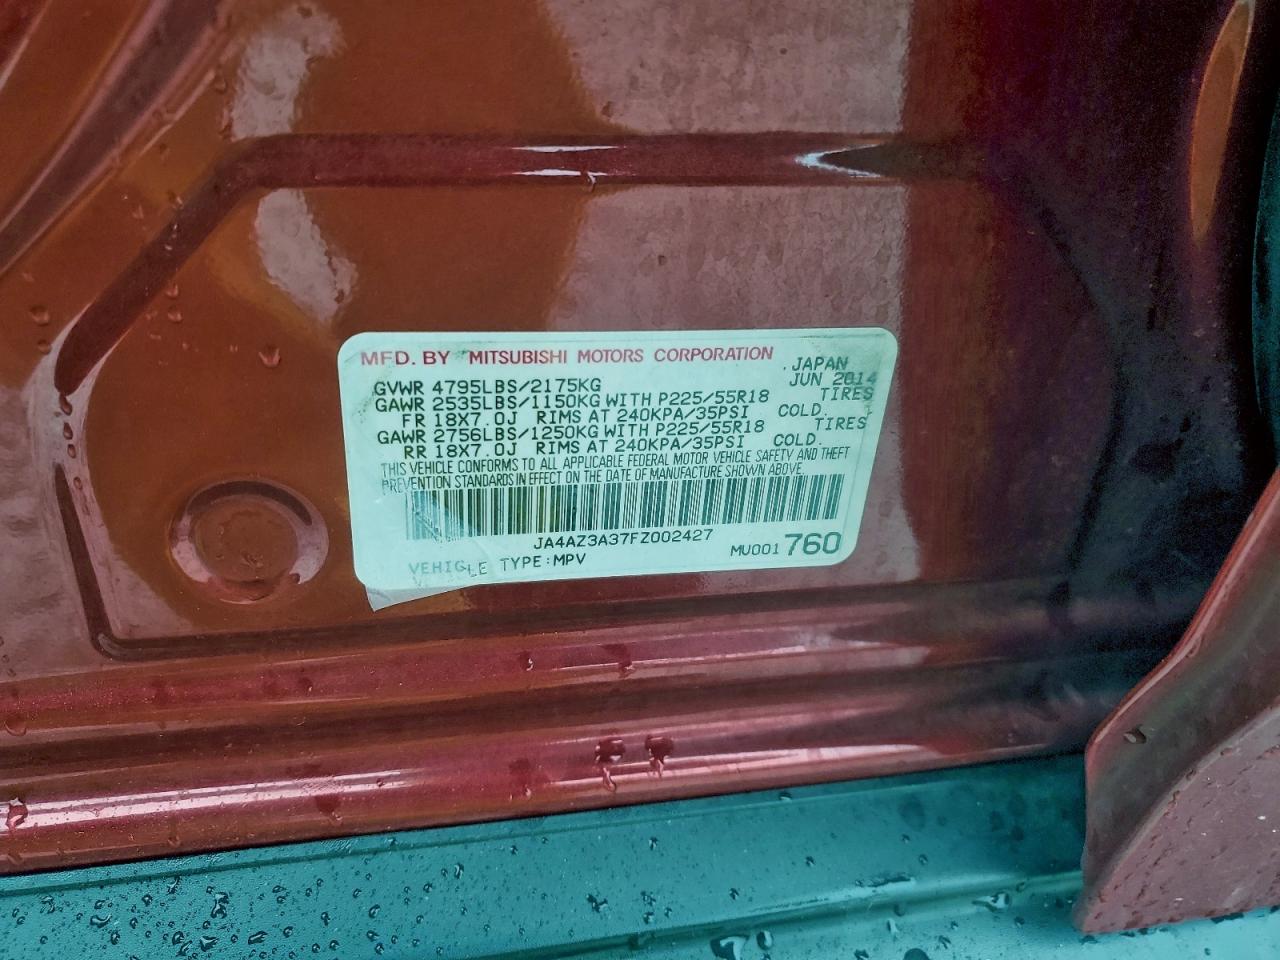 MFD. BY MITSUBISHI MOTORS CORPORATION JAPAN
GVWR 4795LBS/2175KG JUN 2014
GAWR 2535LBS/1150KG WITH P225/55R18 TIRES
FR 18X7.0J RIMS AT 240KPA/35PSI COLD.
GAWR 2756LBS/1250KG WITH P225/55R18 TIRES
RR 18X7.0J RIMS AT 240KPA/35PSI COLD.
THIS VEHICLE CONFORMS TO ALL APPLICABLE FEDERAL MOTOR VEHICLE SAFETY AND THEFT
PREVENTION STANDARDS IN EFFECT ON THE DATE OF MANUFACTURE SHOWN ABOVE.
JA4AZ3A37FZ002427
VEHICLE TYPE:MPV MU001760